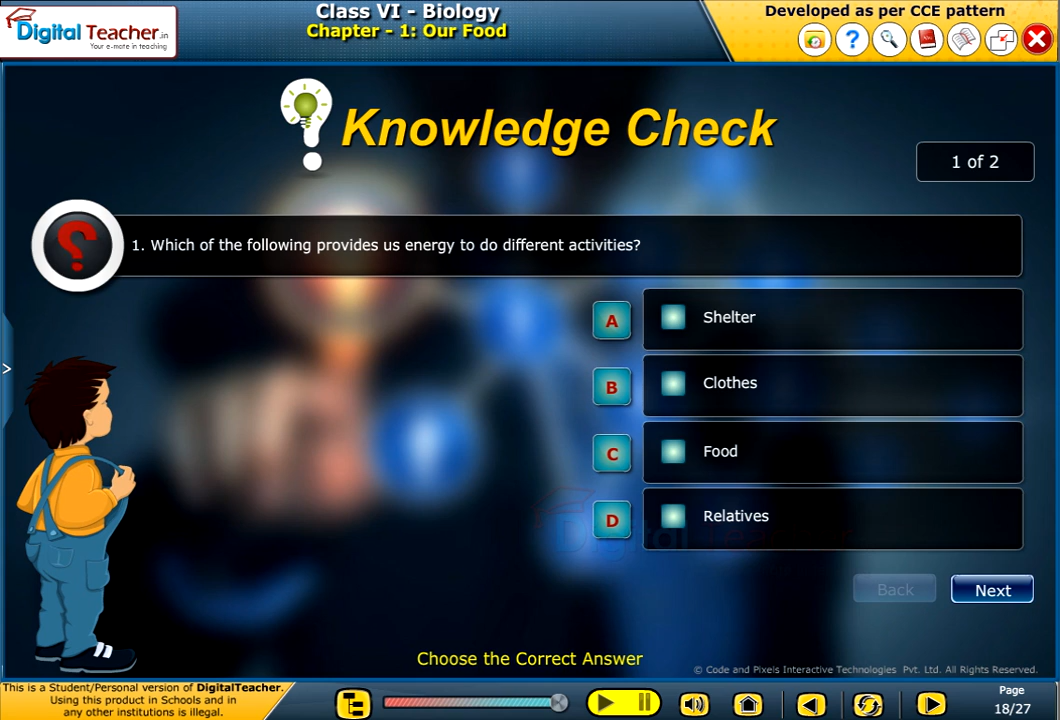 Digital Teacher.in
Your e-mate in teaching
Class VI - Biology
Chapter - 1: Our Food
Developed as per CCE pattern
?
Knowledge Check
1 of 2
?
1. Which of the following provides us energy to do different activities?
A Shelter
B Clothes
C Food
D Relatives
Back Next
>
Choose the Correct Answer
© Code and Pixels Interactive Technologies Pvt. Ltd. All Rights Reserved.
This is a Student/Personal version of DigitalTeacher.
Using this product in Schools and in
any other institutions is illegal.
Page
18/27